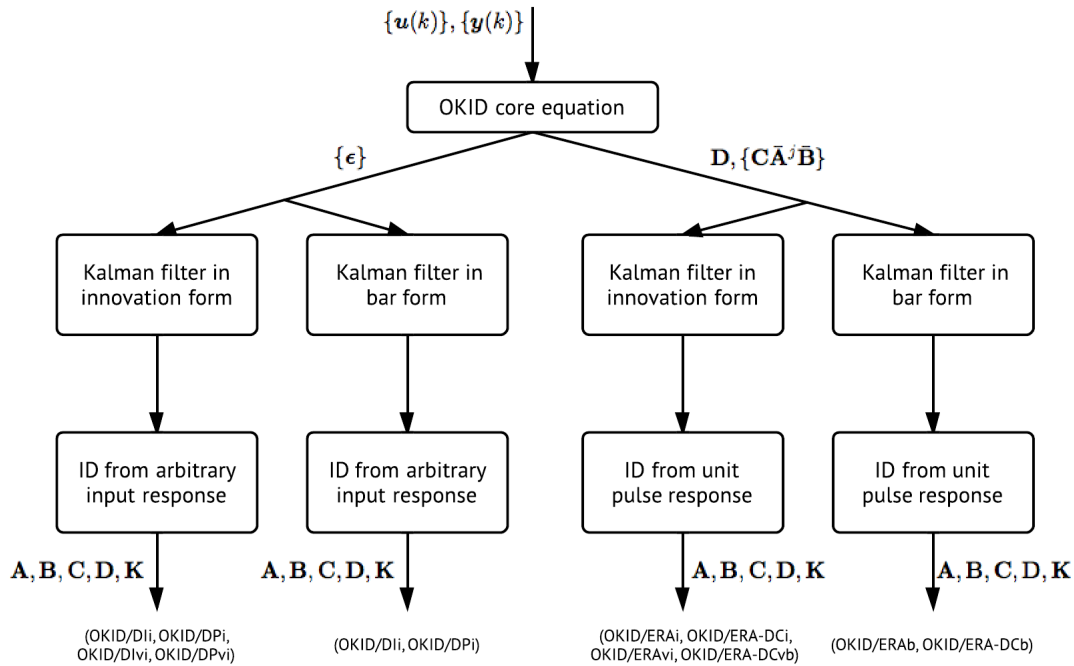 {u(k)}, {y(k)}
OKID core equation
{ϵ}
D, {CĀʲB̄}
Kalman filter in
innovation form
Kalman filter in
bar form
Kalman filter in
innovation form
Kalman filter in
bar form
ID from arbitrary
input response
ID from arbitrary
input response
ID from unit
pulse response
ID from unit
pulse response
A, B, C, D, K
A, B, C, D, K
A, B, C, D, K
A, B, C, D, K
(OKID/DIi, OKID/DPi,
OKID/DIvi, OKID/DPvi)
(OKID/DIi, OKID/DPi)
(OKID/ERAi, OKID/ERA-DCi,
OKID/ERAvi, OKID/ERA-DCvb)
(OKID/ERAb, OKID/ERA-DCb)